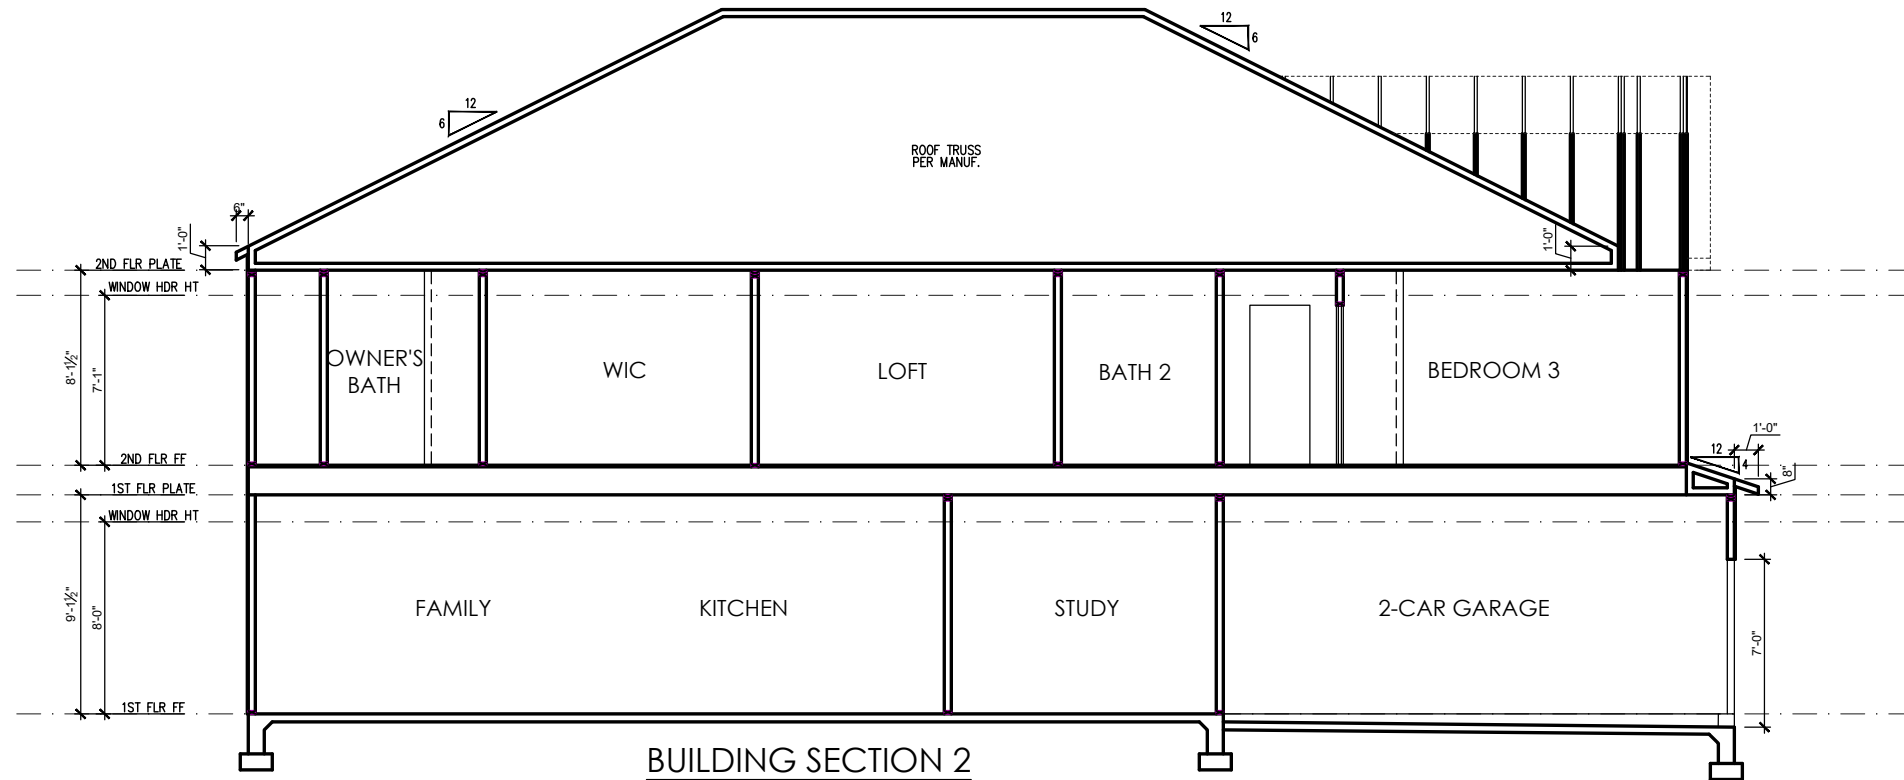 12
6
12
6
ROOF TRUSS
PER MANUF.
6"
1'-0"
1'-0"
2ND FLR PLATE
WINDOW HDR HT
8'-1½"
7'-1"
OWNER'S
BATH
WIC
LOFT
BATH 2
BEDROOM 3
1'-0"
12
4
8"
2ND FLR FF
1ST FLR PLATE
WINDOW HDR HT
9'-1½"
8'-0"
FAMILY
KITCHEN
STUDY
2-CAR GARAGE
7'-0"
1ST FLR FF
BUILDING SECTION 2